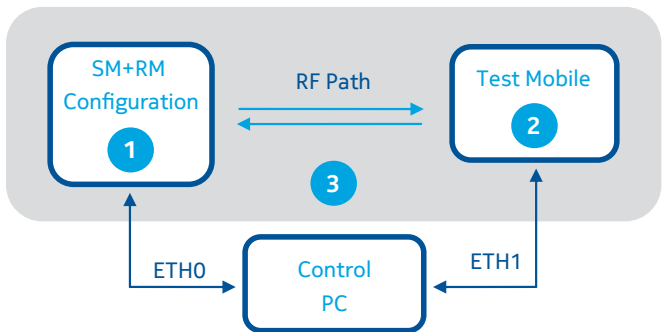 SM+RM
Configuration
1
RF Path
Test Mobile
2
3
ETH0
Control
PC
ETH1